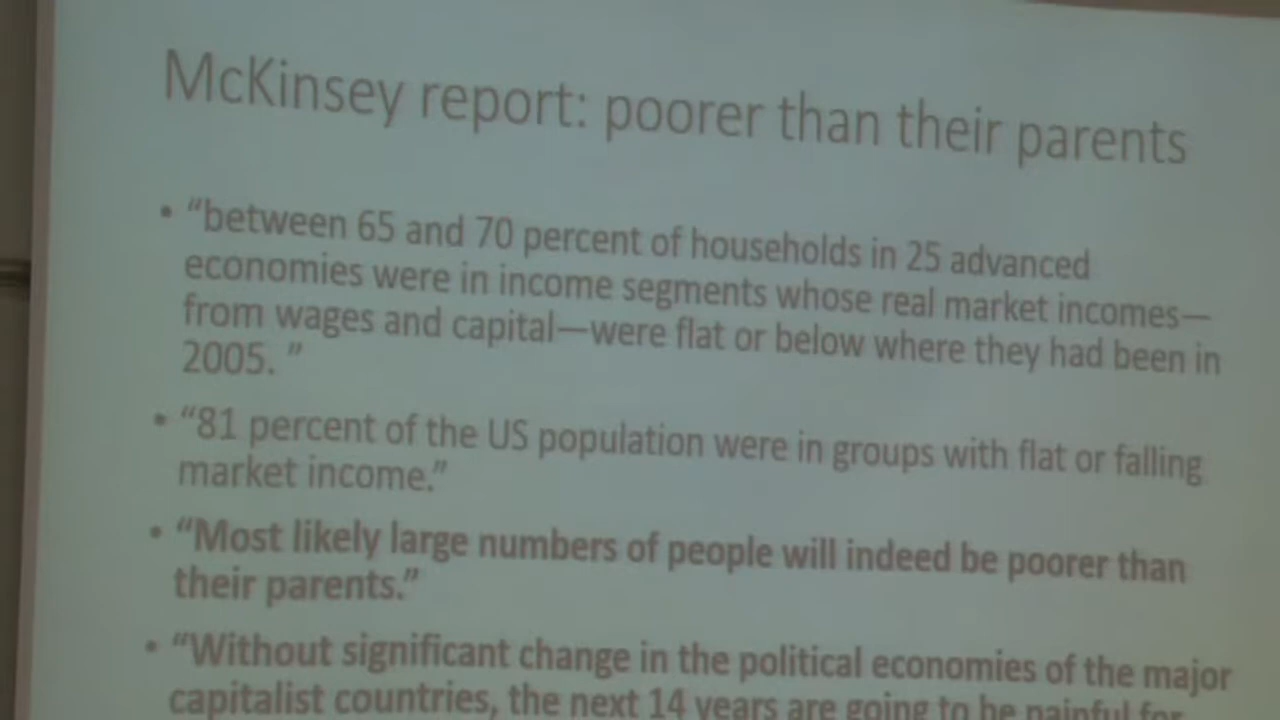 McKinsey report: poorer than their parents
• “between 65 and 70 percent of households in 25 advanced
economies were in income segments whose real market incomes—
from wages and capital—were flat or below where they had been in
2005. ”
• “81 percent of the US population were in groups with flat or falling
market income.”
• “Most likely large numbers of people will indeed be poorer than
their parents.”
• “Without significant change in the political economies of the major
capitalist countries, the next 14 years are going to be painful for